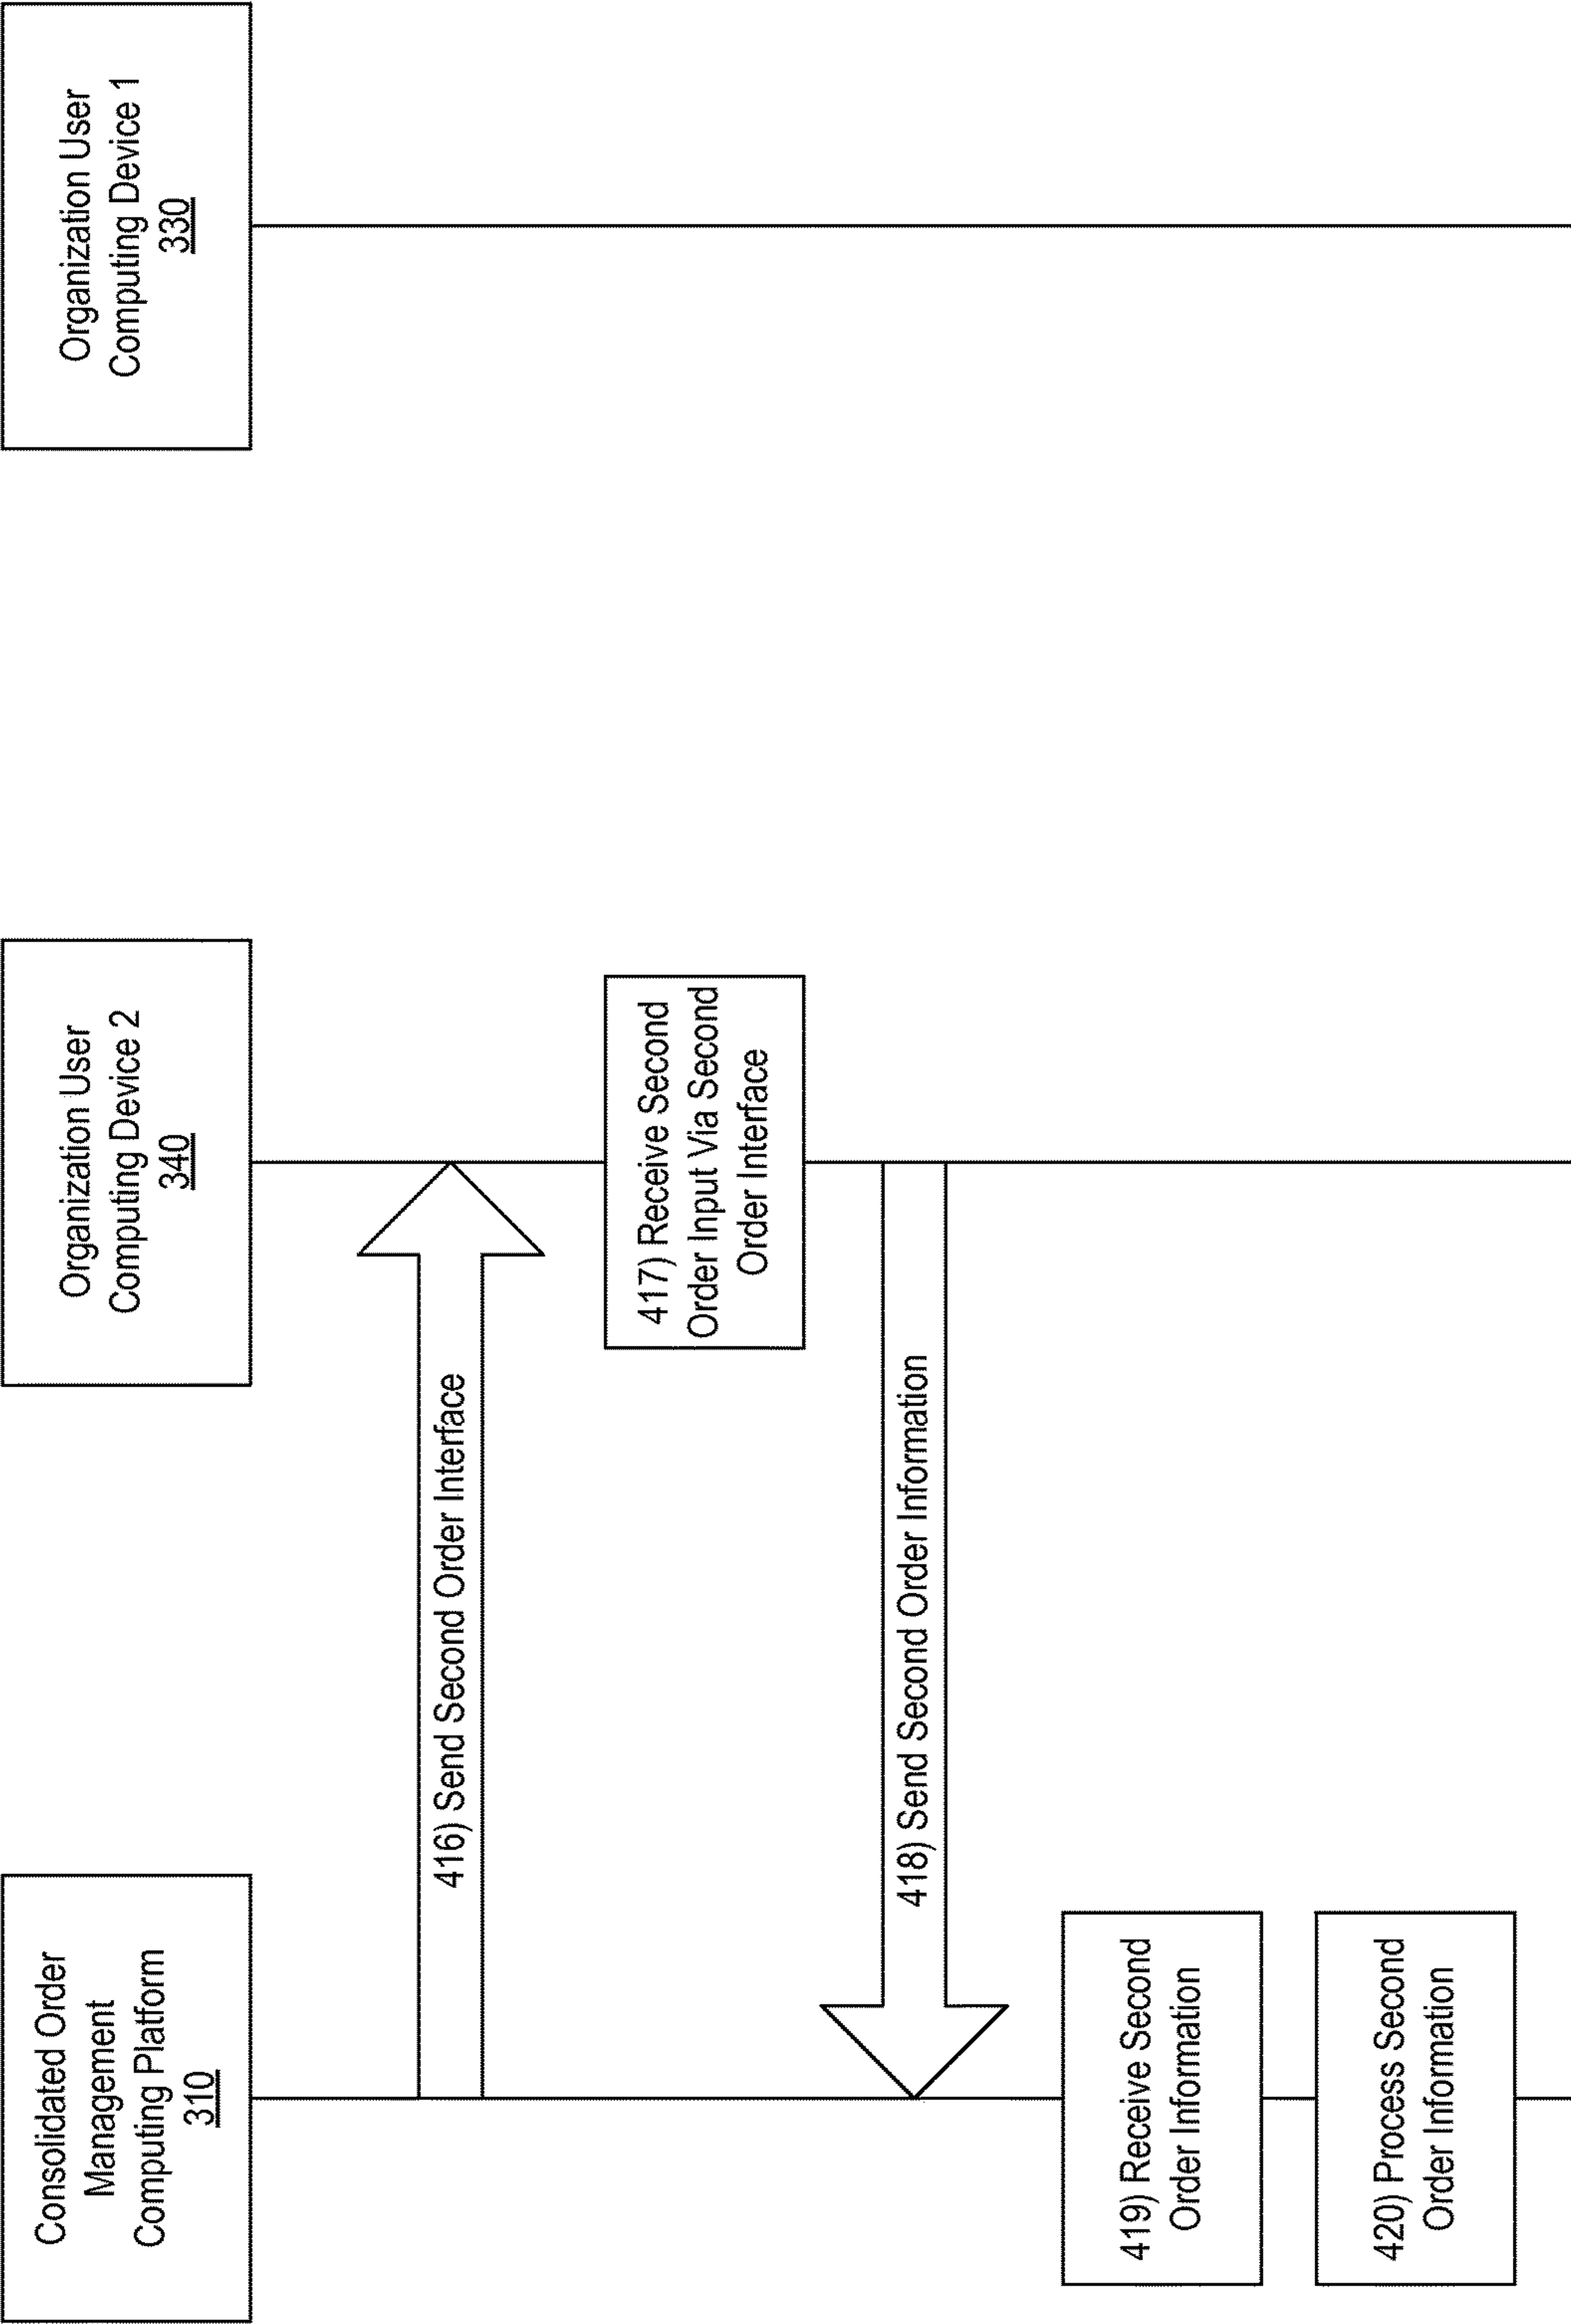 Consolidated Order
Management
Computing Platform
310
Organization User
Computing Device 2
340
Organization User
Computing Device 1
330
416) Send Second Order Interface
417) Receive Second
Order Input Via Second
Order Interface
418) Send Second Order Information
419) Receive Second
Order Information
420) Process Second
Order Information